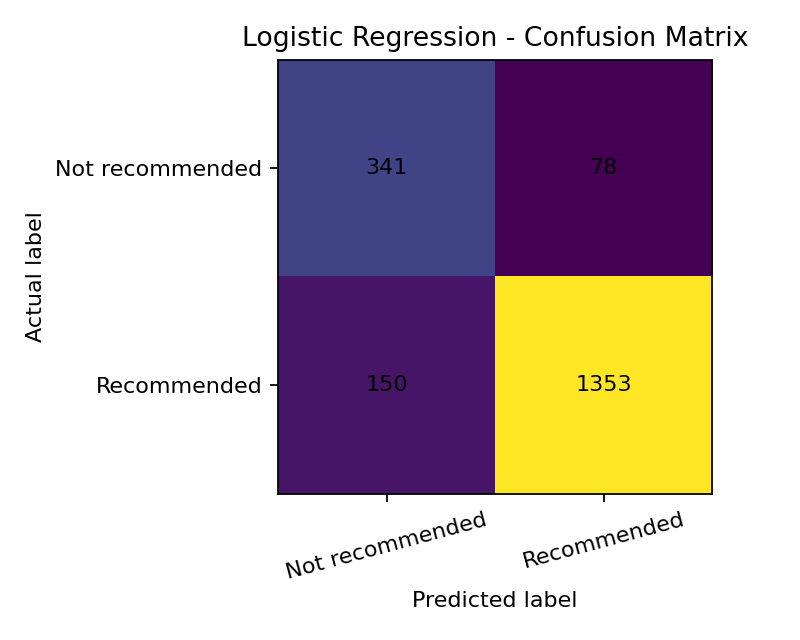 Logistic Regression - Confusion Matrix
Not recommended
341
78
Actual label
Recommended
150
1353
Not recommended
Recommended
Predicted label